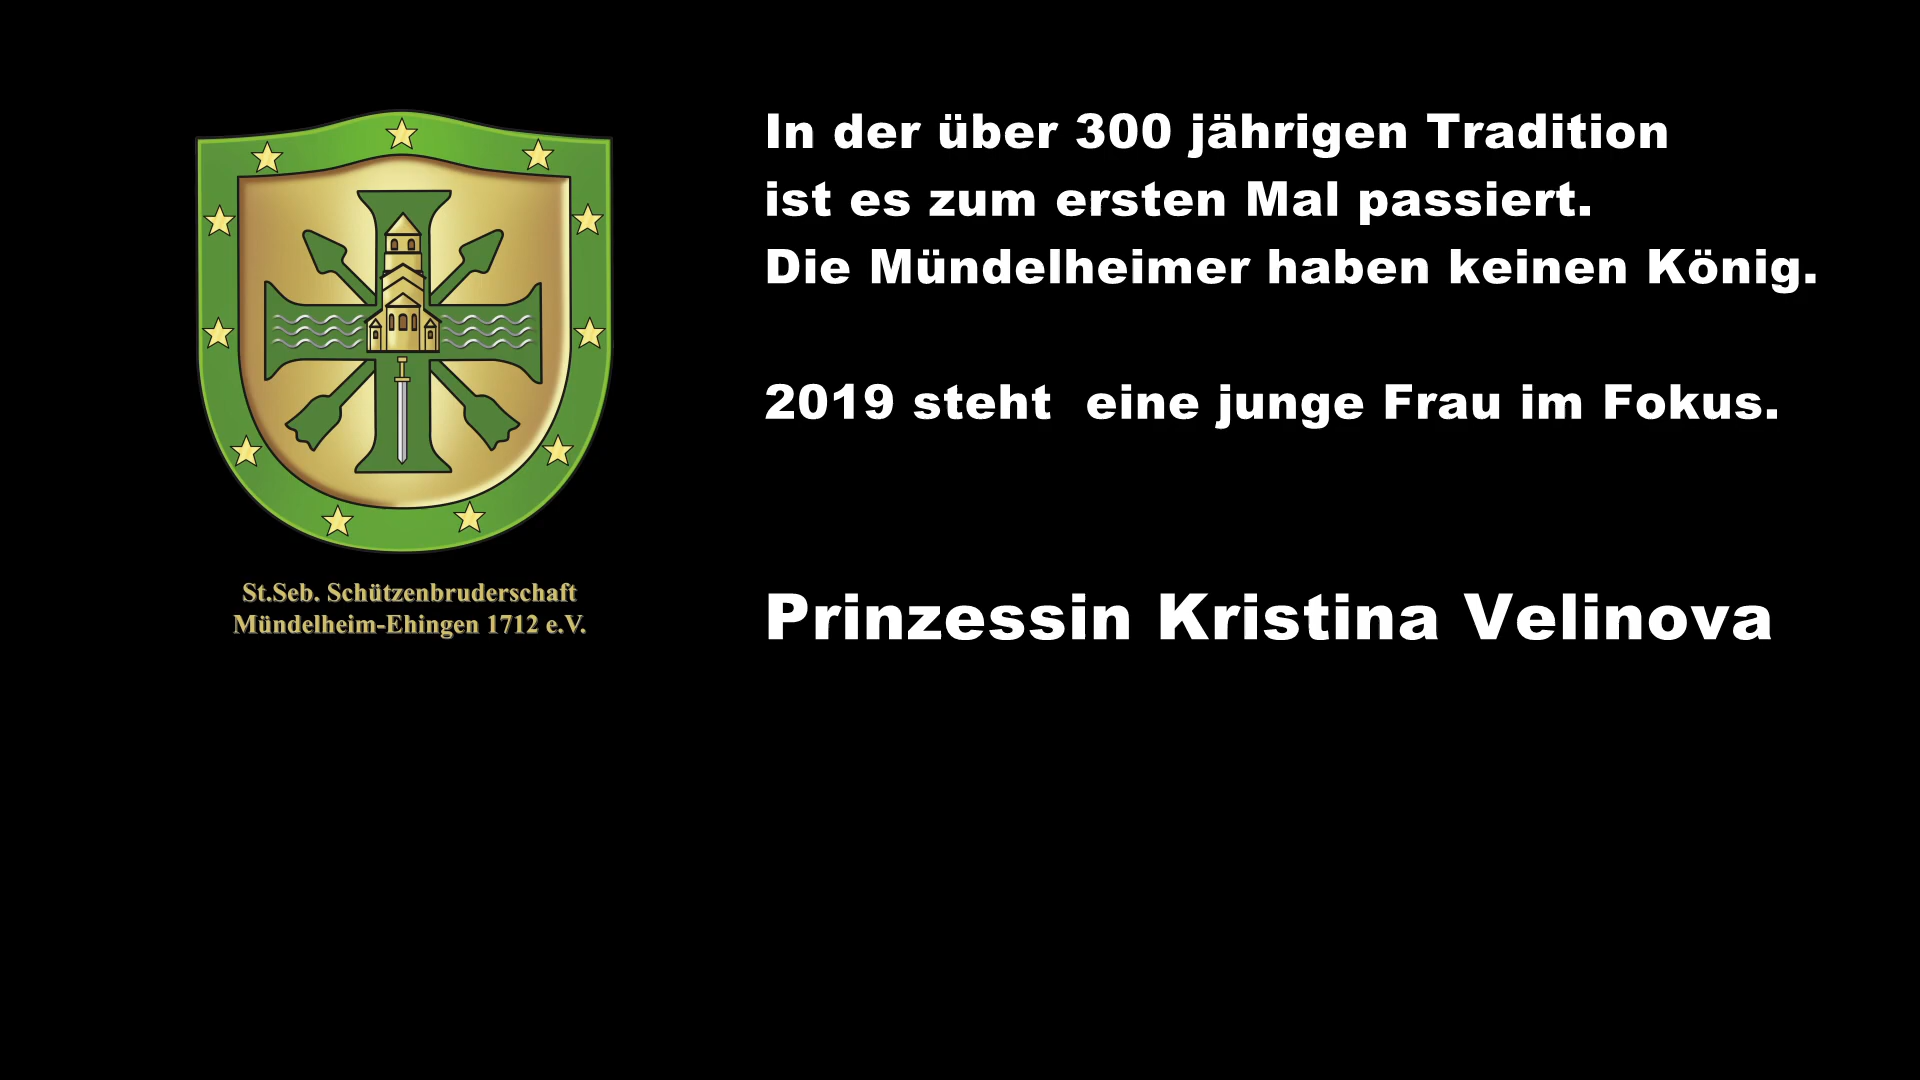 In der über 300 jährigen Tradition
ist es zum ersten Mal passiert.
Die Mündelheimer haben keinen König.
2019 steht  eine junge Frau im Fokus.
Prinzessin Kristina Velinova
St.Seb. Schützenbruderschaft
Mündelheim-Ehingen 1712 e.V.